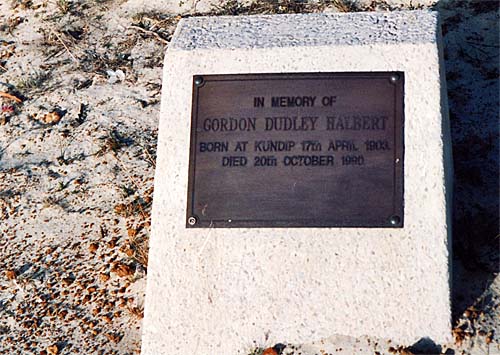 IN MEMORY OF
GORDON DUDLEY HALBERT
BORN AT KUNDIP 17TH APRIL 1903.
DIED 20TH OCTOBER 1990.